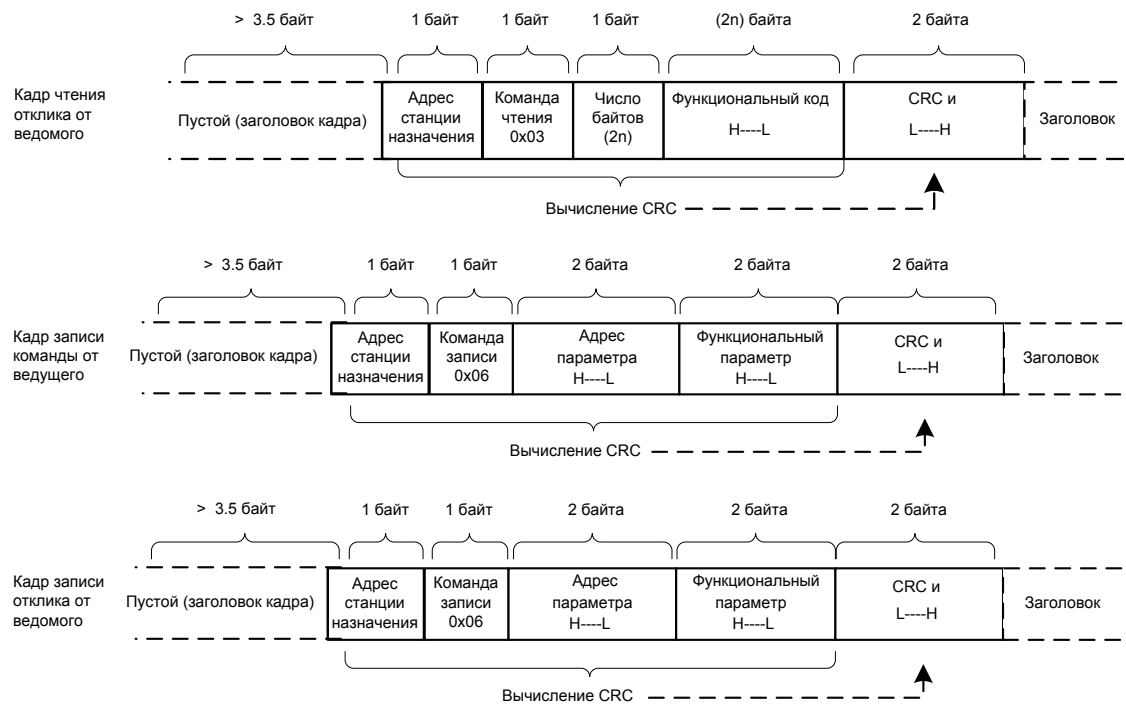 > 3.5 байт
1 байт
1 байт
1 байт
(2n) байта
2 байта
Кадр чтения
отклика от
ведомого
Пустой (заголовок кадра)
Адрес
станции
назначения
Команда
чтения
0x03
Число
байтов
(2n)
Функциональный код
H----L
CRC и
L----H
Заголовок
Вычисление CRC
> 3.5 байт
1 байт
1 байт
2 байта
2 байта
2 байта
Кадр записи
команды от
ведущего
Пустой (заголовок кадра)
Адрес
станции
назначения
Команда
записи
0x06
Адрес
параметра
H----L
Функциональный
параметр
H----L
CRC и
L----H
Заголовок
Вычисление CRC
> 3.5 байт
1 байт
1 байт
2 байта
2 байта
2 байта
Кадр записи
отклика от
ведомого
Пустой (заголовок кадра)
Адрес
станции
назначения
Команда
записи
0x06
Адрес
параметра
H----L
Функциональный
параметр
H----L
CRC и
L----H
Заголовок
Вычисление CRC